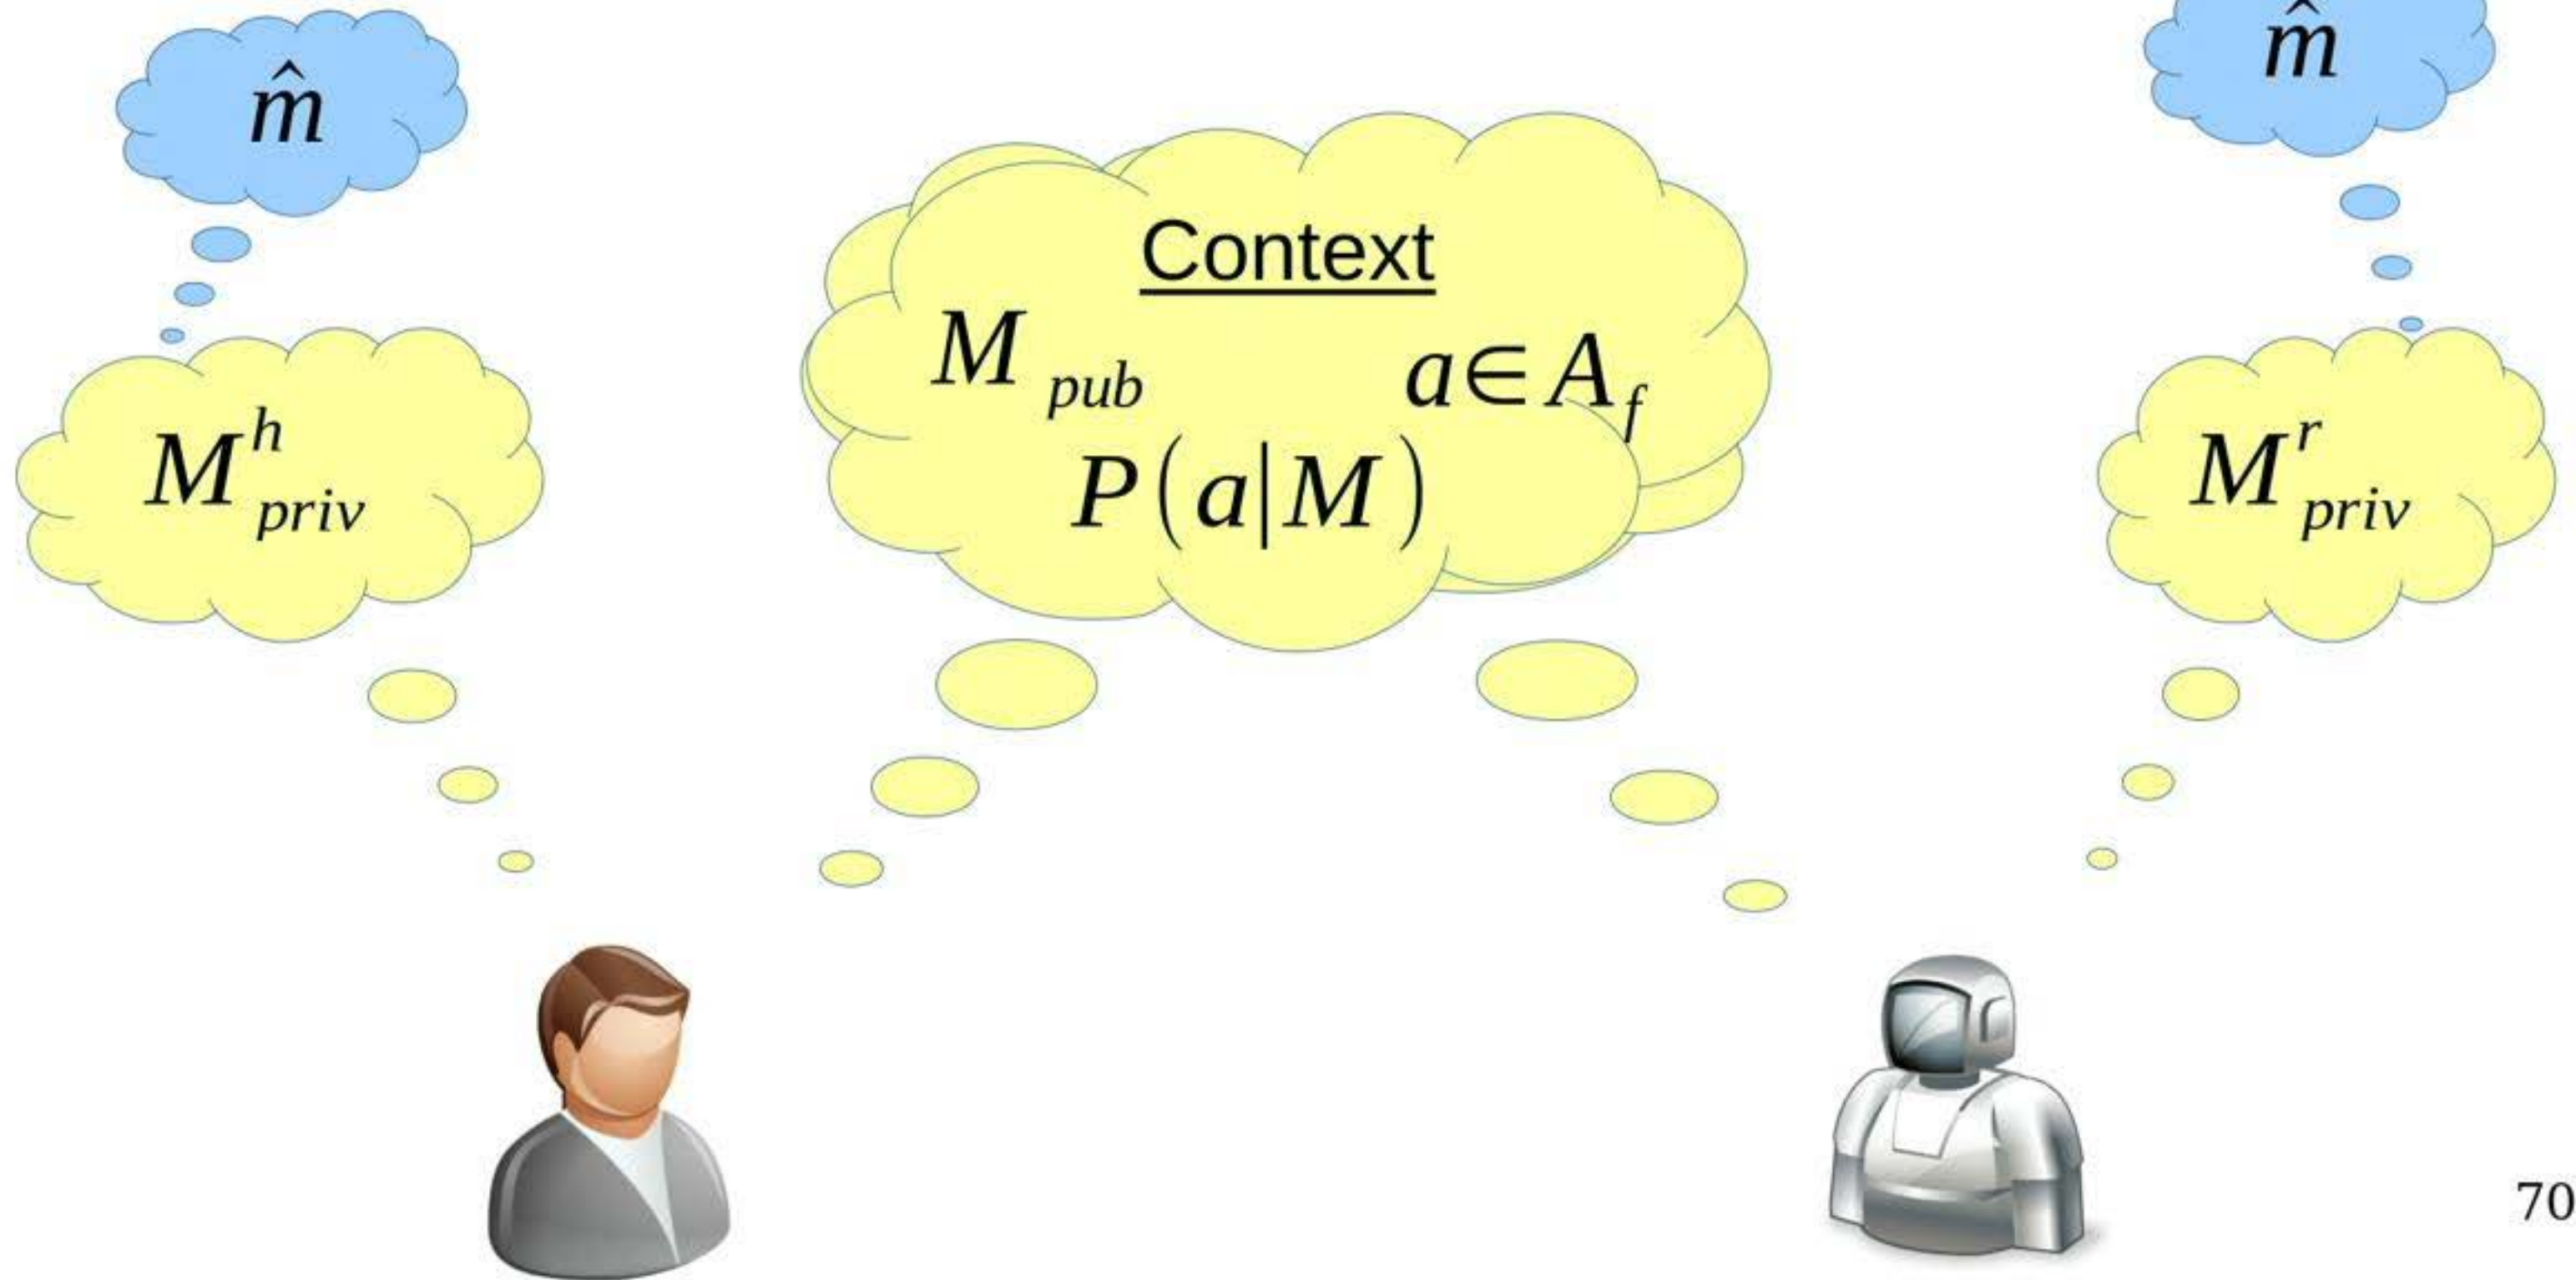 m̂
m̂
Context
M_pub a∈A_f
P(a|M)
M^h_priv
M^r_priv
70